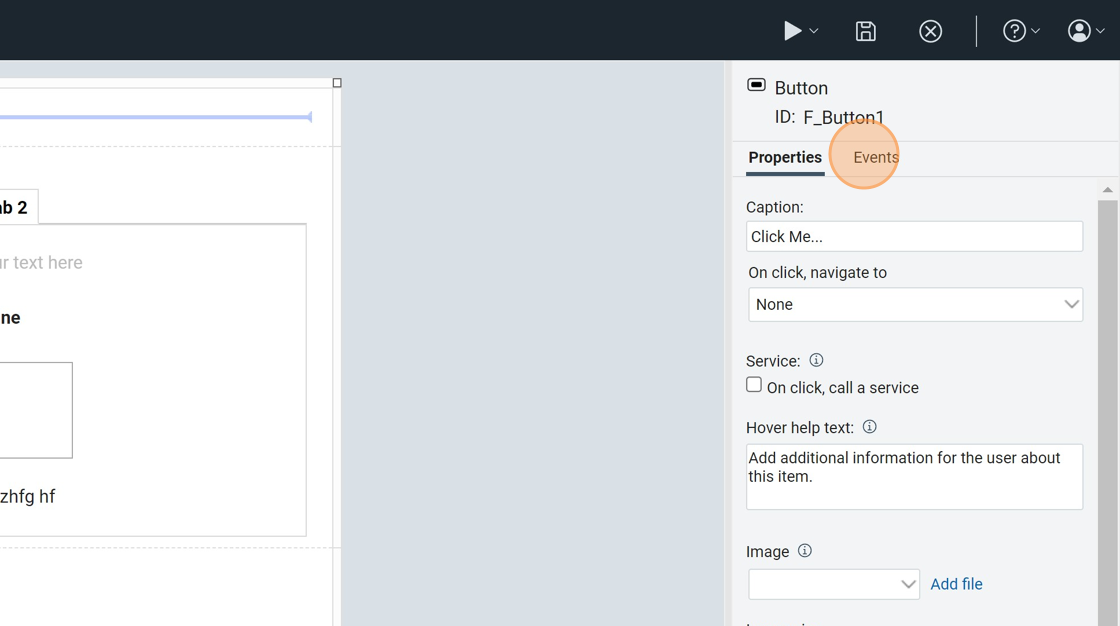 Button
ID: F_Button1
Properties Events
Caption:
Click Me...
On click, navigate to
None
Service:
On click, call a service
Hover help text:
Add additional information for the user about
this item.
Image
Add file
b 2
r text here
ne
zhfg hf